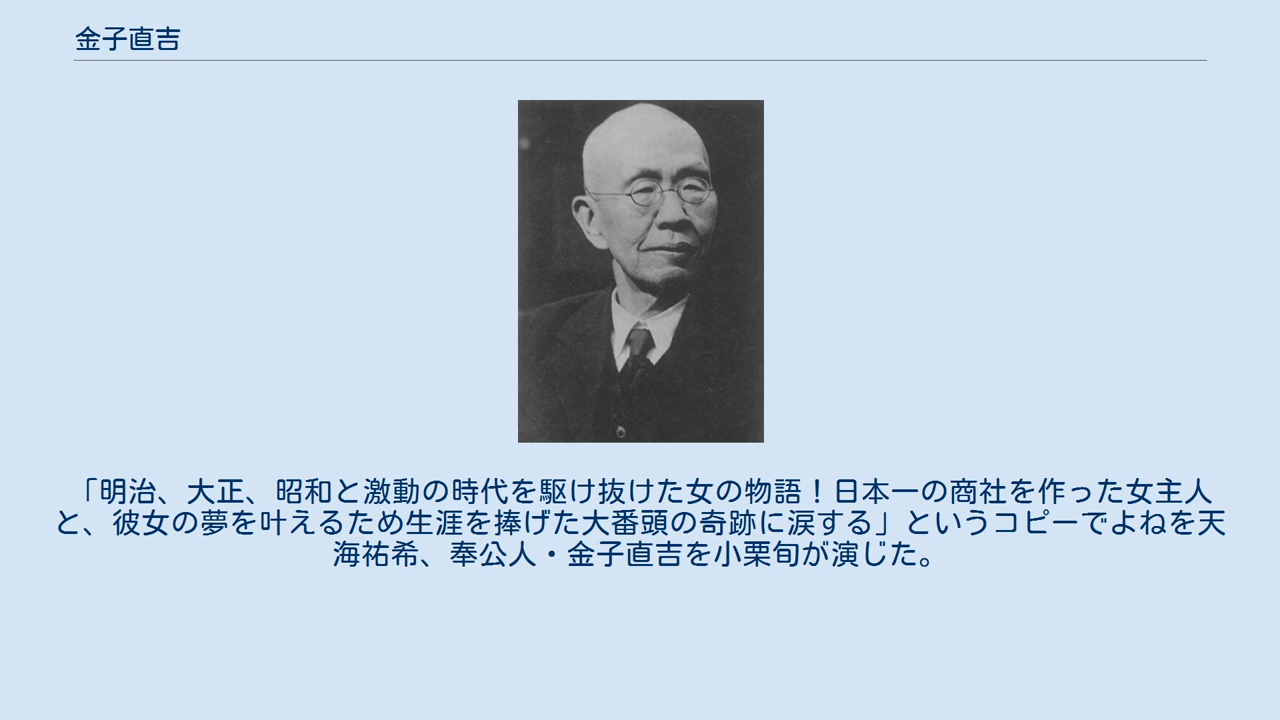 金子直吉
「明治、大正、昭和と激動の時代を駆け抜けた女の物語！日本一の商社を作った女主人
と、彼女の夢を叶えるため生涯を捧げた大番頭の奇跡に涙する」というコピーでよねを天
海祐希、奉公人・金子直吉を小栗旬が演じた。